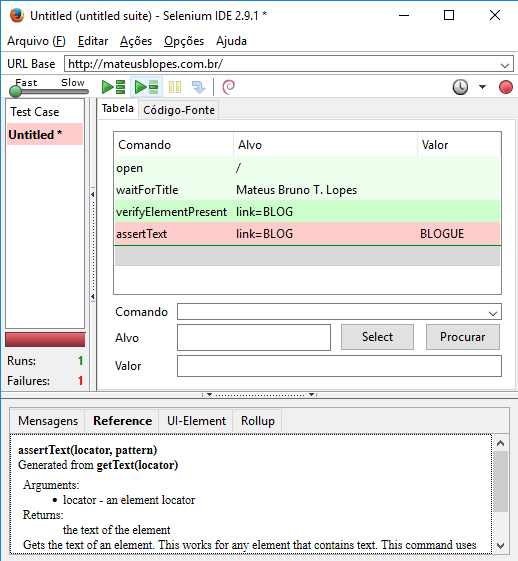 Untitled (untitled suite) - Selenium IDE 2.9.1 *
Arquivo (F) Editar Ações Opções Ajuda
URL Base http://mateusblopes.com.br/
Fast Slow
Test Case
Untitled *
Tabela Código-Fonte
Comando Alvo Valor
open /
waitForTitle Mateus Bruno T. Lopes
verifyElementPresent link=BLOG
assertText link=BLOG BLOGUE
Comando
Alvo Select Procurar
Valor
Runs: 1
Failures: 1
Mensagens Reference UI-Element Rollup
assertText(locator, pattern)
Generated from getText(locator)
Arguments:
• locator - an element locator
Returns:
the text of the element
Gets the text of an element. This works for any element that contains text. This command uses